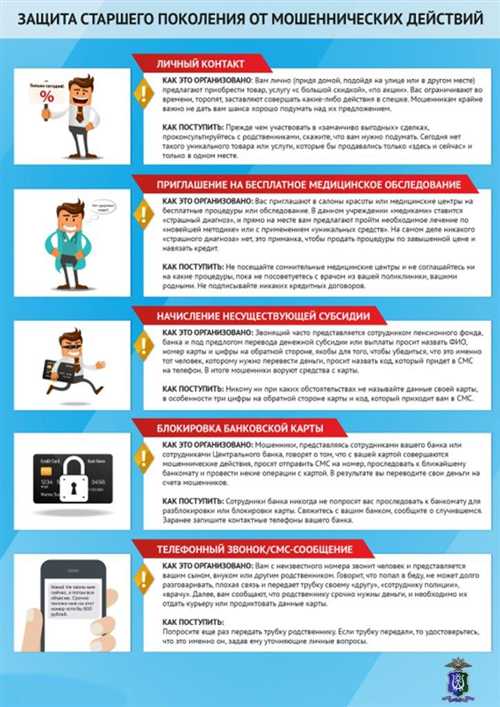 ЗАЩИТА СТАРШЕГО ПОКОЛЕНИЯ ОТ МОШЕННИЧЕСКИХ ДЕЙСТВИЙ
ЛИЧНЫЙ КОНТАКТ
Только сегодня!
%
КАК ЭТО ОРГАНИЗОВАНО: Вам лично (придя домой, подойдя на улице или в другом месте)
предлагают приобрести товар, услугу «с большой скидкой», «по акции». Вас ограничивают во
времени, торопят, заставляют совершать какие-либо действия в спешке. Мошенникам крайне
важно не дать вам шанса хорошо подумать над их предложением.
КАК ПОСТУПИТЬ: Прежде чем участвовать в «заманчиво выгодных» сделках,
проконсультируйтесь с родственниками, скажите, что вам нужно подумать. Сегодня нет
такого уникального товара или услуги, которые бы продавались только «здесь и сейчас» и
только в одном месте.
ПРИГЛАШЕНИЕ НА БЕСПЛАТНОЕ МЕДИЦИНСКОЕ ОБСЛЕДОВАНИЕ
КАК ЭТО ОРГАНИЗОВАНО: Вас приглашают в салоны красоты или медицинские центры на
бесплатные процедуры или обследование. В данном учреждении «медиками» ставится
«страшный диагноз», и прямо на месте вам предлагают пройти необходимое лечение по
«новейшей методике» или с применением «уникальных средств». На самом деле никакого
«страшного диагноза» нет, это приманка, чтобы продать процедуры по завышенной цене и
навязать кредит.
КАК ПОСТУПИТЬ: Не посещайте сомнительные медицинские центры и не соглашайтесь ни
на какие процедуры, пока не посоветуетесь с врачом из вашей поликлиники, вашими
родными. Не подписывайте никаких кредитных договоров.
НАЧИСЛЕНИЕ НЕСУЩЕСТВУЮЩЕЙ СУБСИДИИ
КАК ЭТО ОРГАНИЗОВАНО: Звонящий часто представляется сотрудником пенсионного фонда,
банка и под предлогом перевода денежной субсидии или выплаты просит назвать ФИО,
номер карты и цифры на обратной стороне, якобы для того, чтобы убедиться, что это именно
тот человек, которому нужно перевести деньги, просит назвать код, который придет в СМС
на телефон. В итоге мошенники воруют средства с карты.
КАК ПОСТУПИТЬ: Никому ни при каких обстоятельствах не называйте данные своей карты,
в особенности три цифры на обратной стороне карты и код, который приходит вам в СМС.
БЛОКИРОВКА БАНКОВСКОЙ КАРТЫ
КАК ЭТО ОРГАНИЗОВАНО: Мошенники, представляясь сотрудниками вашего банка или
сотрудниками Центрального банка, говорят о том, что с вашей картой совершаются
мошеннические действия, просят отправить СМС на номер, проследовать к ближайшему
банкомату и провести некие операции с картой. В результате вы переводите свои деньги на
счета мошенников.
КАК ПОСТУПИТЬ: Сотрудники банка никогда не попросят вас проследовать к банкомату для
разблокировки или блокировки карты. Свяжитесь с вашим банком, сообщите о случившемся.
Заранее запишите контактные телефоны вашего банка.
ТЕЛЕФОННЫЙ ЗВОНОК/СМС-СООБЩЕНИЕ
КАК ЭТО ОРГАНИЗОВАНО: Вам с неизвестного номера звонит человек и представляется
вашим сыном, внуком или другим родственником. Говорит, что попал в беду, не может долго
разговаривать, плохая связь и передает трубку своему «другу», «сотруднику полиции»,
«врачу». Далее, вам сообщают, что родственнику срочно нужны деньги, и необходимо их
отдать курьеру или продиктовать данные карты.
КАК ПОСТУПИТЬ:
Попросите еще раз передать трубку родственнику. Если трубку передали, то удостоверьтесь,
что это именно он, задав ему уточняющие личные вопросы.